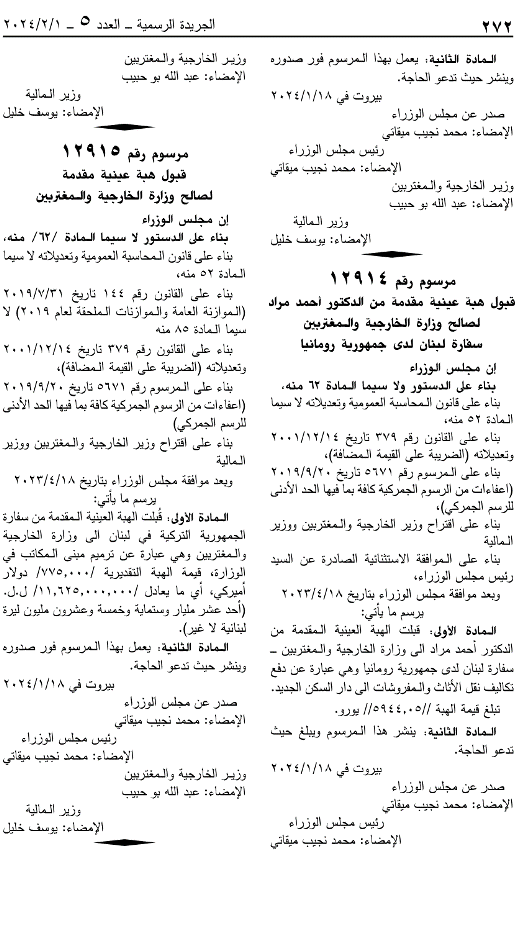 ٢٧٢
الجريدة الرسمية – العدد ٥ – ٢٠٢٤/٢/١
المادة الثانية: يعمل بهذا المرسوم فور صدوره
وينشر حيث تدعو الحاجة.
بيروت في ٢٠٢٤/١/١٨
صدر عن مجلس الوزراء
الإمضاء: محمد نجيب ميقاتي
رئيس مجلس الوزراء
الإمضاء: محمد نجيب ميقاتي
وزير الخارجية والمغتربين
الإمضاء: عبد الله بو حبيب
وزير المالية
الإمضاء: يوسف خليل
مرسوم رقم ١٢٩١٤
قبول هبة عينية مقدمة من الدكتور أحمد مراد
لصالح وزارة الخارجية والمغتربين
سفارة لبنان لدى جمهورية رومانيا
إن مجلس الوزراء
بناء على الدستور ولا سيما المادة ٦٢ منه،
بناء على قانون المحاسبة العمومية وتعديلاته لا سيما
المادة ٥٢ منه،
بناء على القانون رقم ٣٧٩ تاريخ ٢٠٠١/١٢/١٤
وتعديلاته (الضريبة على القيمة المضافة)،
بناء على المرسوم رقم ٥٦٧١ تاريخ ٢٠١٩/٩/٢٠
(اعفاءات من الرسوم الجمركية كافة بما فيها الحد الأدنى
للرسم الجمركي)،
بناء على اقتراح وزير الخارجية والمغتربين ووزير
المالية
بناء على الموافقة الاستثنائية الصادرة عن السيد
رئيس مجلس الوزراء،
وبعد موافقة مجلس الوزراء بتاريخ ٢٠٢٣/٤/١٨
يرسم ما يأتي:
المادة الأولى: قبلت الهبة العينية المقدمة من
الدكتور أحمد مراد الى وزارة الخارجية والمغتربين –
سفارة لبنان لدى جمهورية رومانيا وهي عبارة عن دفع
تكاليف نقل الأثاث والمفروشات الى دار السكن الجديد.
تبلغ قيمة الهبة //٥٩٤٤,٠٥// يورو.
المادة الثانية: ينشر هذا المرسوم ويبلغ حيث
تدعو الحاجة.
بيروت في ٢٠٢٤/١/١٨
صدر عن مجلس الوزراء
الإمضاء: محمد نجيب ميقاتي
رئيس مجلس الوزراء
الإمضاء: محمد نجيب ميقاتي
وزير الخارجية والمغتربين
الإمضاء: عبد الله بو حبيب
وزير المالية
الإمضاء: يوسف خليل
مرسوم رقم ١٢٩١٥
قبول هبة عينية مقدمة
لصالح وزارة الخارجية والمغتربين
إن مجلس الوزراء
بناء على الدستور لا سيما المادة /٦٢/ منه،
بناء على قانون المحاسبة العمومية وتعديلاته لا سيما
المادة ٥٢ منه،
بناء على القانون رقم ١٤٤ تاريخ ٢٠١٩/٧/٣١
(الموازنة العامة والموازنات الملحقة لعام ٢٠١٩) لا
سيما المادة ٨٥ منه
بناء على القانون رقم ٣٧٩ تاريخ ٢٠٠١/١٢/١٤
وتعديلاته (الضريبة على القيمة المضافة)،
بناء على المرسوم رقم ٥٦٧١ تاريخ ٢٠١٩/٩/٢٠
(اعفاءات من الرسوم الجمركية كافة بما فيها الحد الأدنى
للرسم الجمركي)
بناء على اقتراح وزير الخارجية والمغتربين ووزير
المالية
وبعد موافقة مجلس الوزراء بتاريخ ٢٠٢٣/٤/١٨
يرسم ما يأتي:
المادة الأولى: قُبلت الهبة العينية المقدمة من سفارة
الجمهورية التركية في لبنان الى وزارة الخارجية
والمغتربين وهي عبارة عن ترميم مبنى المكاتب في
الوزارة، قيمة الهبة التقديرية /٧٧٥,٠٠٠/ دولار
أميركي، أي ما يعادل /١١,٦٢٥,٠٠٠,٠٠٠/ ل.ل.
(أحد عشر مليار وستماية وخمسة وعشرون مليون ليرة
لبنانية لا غير).
المادة الثانية: يعمل بهذا المرسوم فور صدوره
وينشر حيث تدعو الحاجة.
بيروت في ٢٠٢٤/١/١٨
صدر عن مجلس الوزراء
الإمضاء: محمد نجيب ميقاتي
رئيس مجلس الوزراء
الإمضاء: محمد نجيب ميقاتي
وزير الخارجية والمغتربين
الإمضاء: عبد الله بو حبيب
وزير المالية
الإمضاء: يوسف خليل